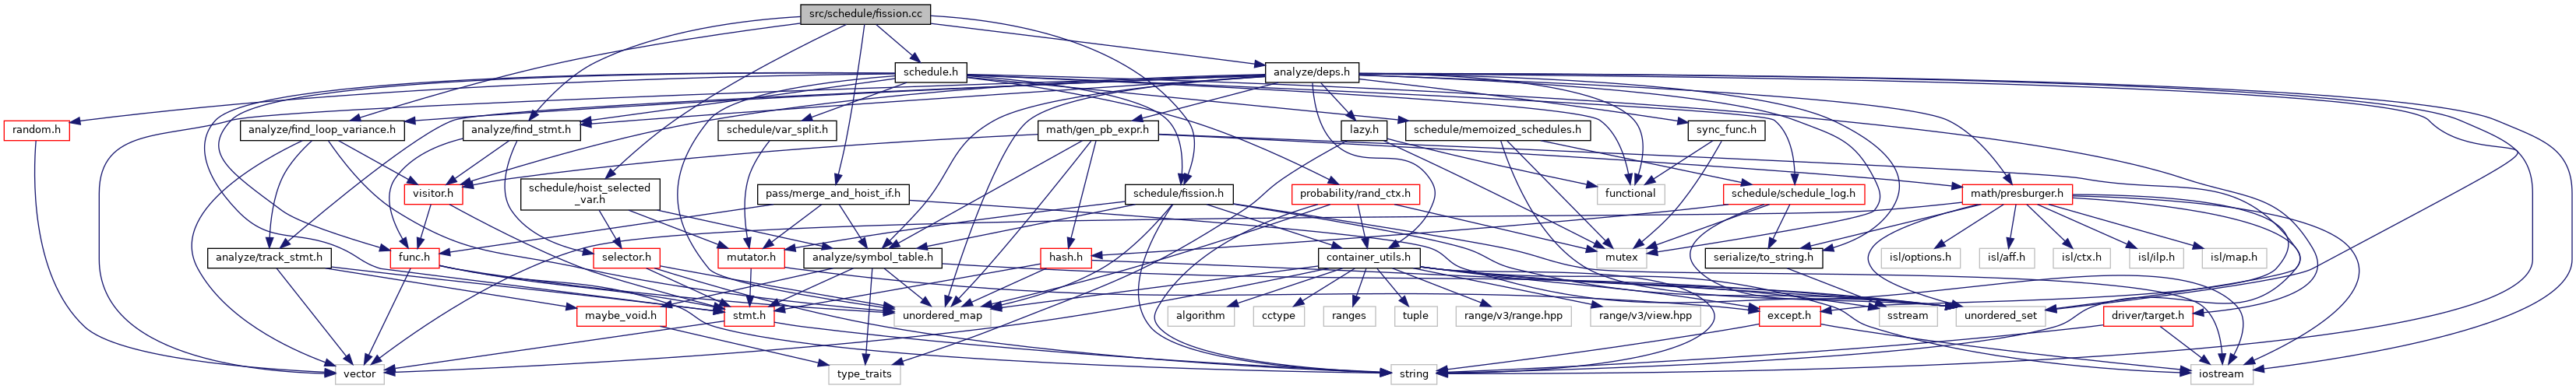 src/schedule/fission.cc
schedule.h
analyze/deps.h
random.h
analyze/find_loop_variance.h
analyze/find_stmt.h
schedule/var_split.h
math/gen_pb_expr.h
lazy.h
schedule/memoized_schedules.h
sync_func.h
visitor.h
schedule/hoist_selected
_var.h
pass/merge_and_hoist_if.h
schedule/fission.h
probability/rand_ctx.h
functional
schedule/schedule_log.h
math/presburger.h
analyze/track_stmt.h
func.h
selector.h
mutator.h
analyze/symbol_table.h
hash.h
container_utils.h
mutex
serialize/to_string.h
isl/options.h
isl/aff.h
isl/ctx.h
isl/ilp.h
isl/map.h
maybe_void.h
stmt.h
unordered_map
algorithm
cctype
ranges
tuple
range/v3/range.hpp
range/v3/view.hpp
except.h
sstream
unordered_set
driver/target.h
vector
type_traits
string
iostream